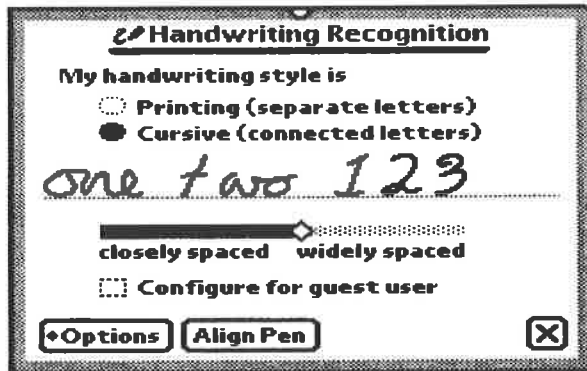 Handwriting Recognition
My handwriting style is
Printing (separate letters)
Cursive (connected letters)
one two 123
closely spaced widely spaced
Configure for guest user
Options Align Pen